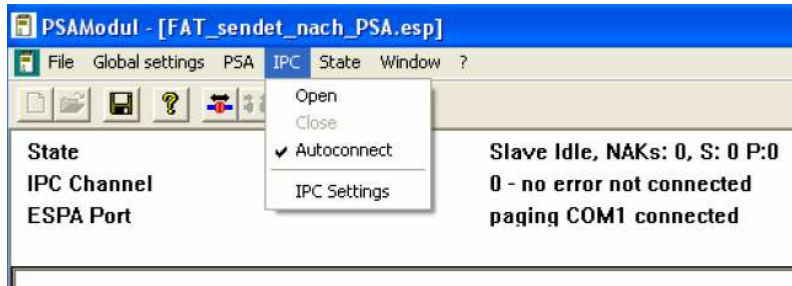 PSAModul - [FAT_sendet_nach_PSA.esp]
File Global settings PSA IPC State Window ?
Open
Close
Autoconnect
IPC Settings
State Slave Idle, NAKs: 0, S: 0 P:0
IPC Channel 0 - no error not connected
ESPA Port paging COM1 connected